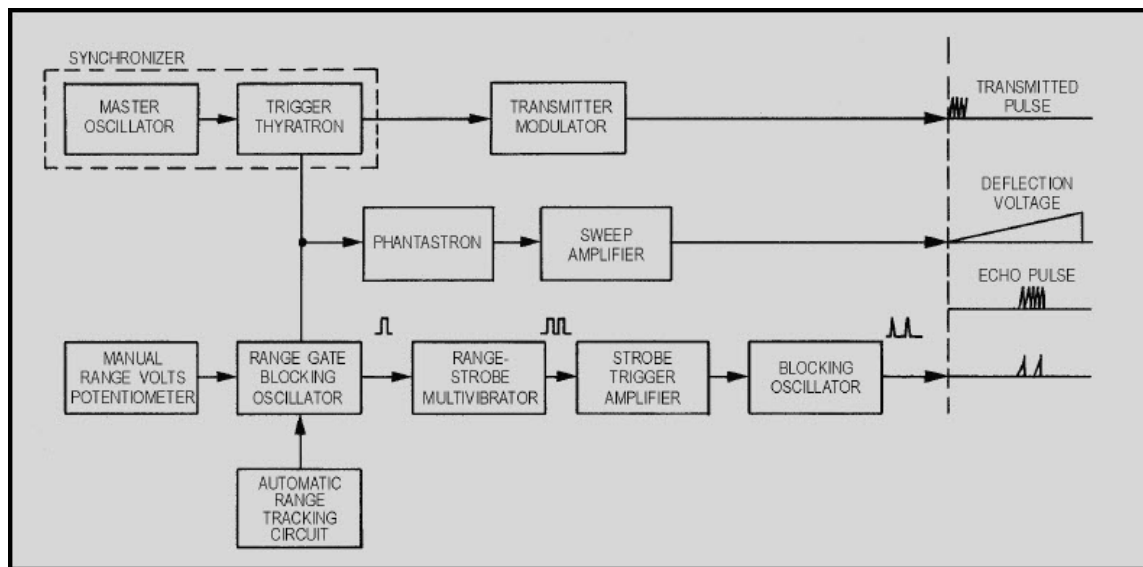 SYNCHRONIZER
MASTER
OSCILLATOR
TRIGGER
THYRATRON
TRANSMITTER
MODULATOR
TRANSMITTED
PULSE
PHANTASTRON
SWEEP
AMPLIFIER
DEFLECTION
VOLTAGE
ECHO PULSE
MANUAL
RANGE VOLTS
POTENTIOMETER
RANGE GATE
BLOCKING
OSCILLATOR
RANGE-
STROBE
MULTIVIBRATOR
STROBE
TRIGGER
AMPLIFIER
BLOCKING
OSCILLATOR
AUTOMATIC
RANGE
TRACKING
CIRCUIT